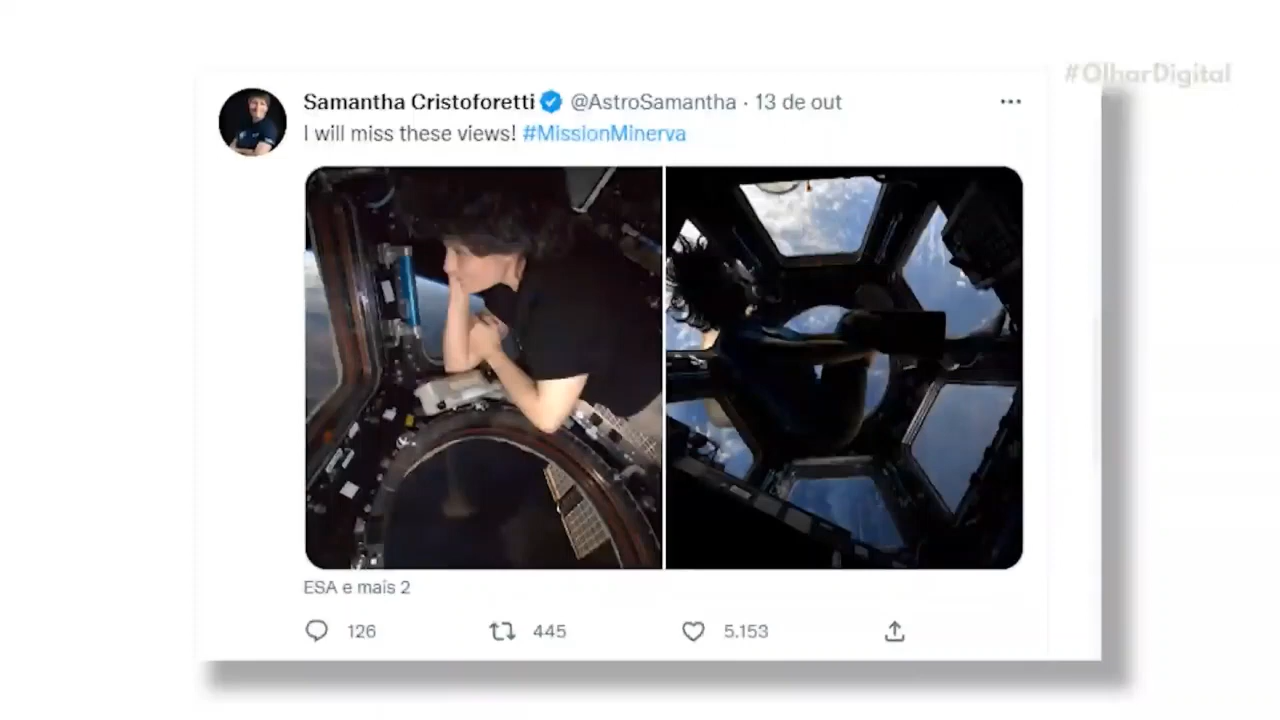 #OlharDigital
Samantha Cristoforetti @AstroSamantha · 13 de out
I will miss these views! #MissionMinerva
ESA e mais 2
126 445 5.153